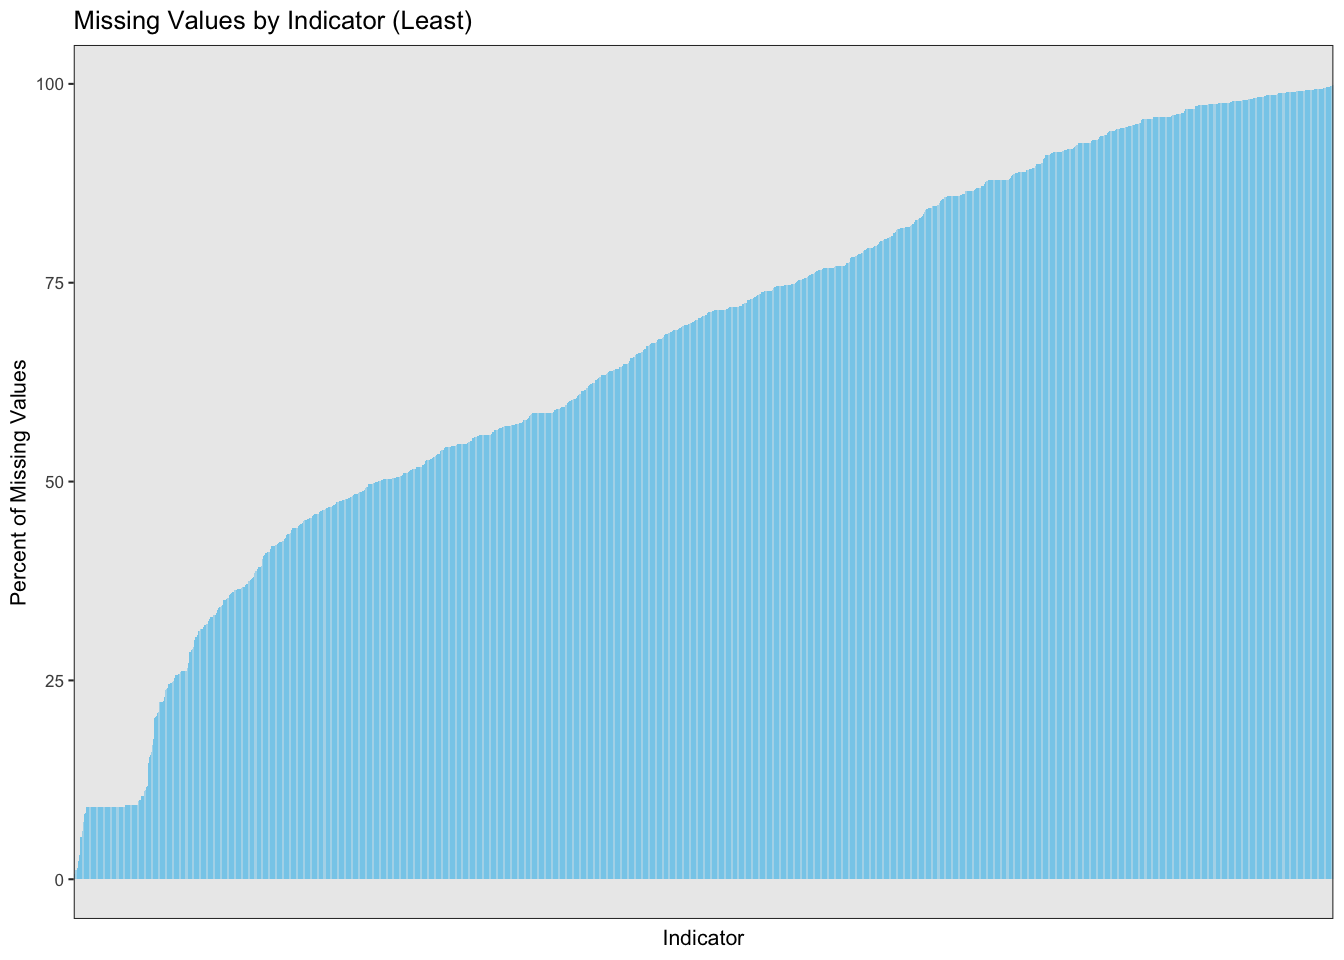 Missing Values by Indicator (Least)
100
75
50
25
0
Percent of Missing Values
Indicator